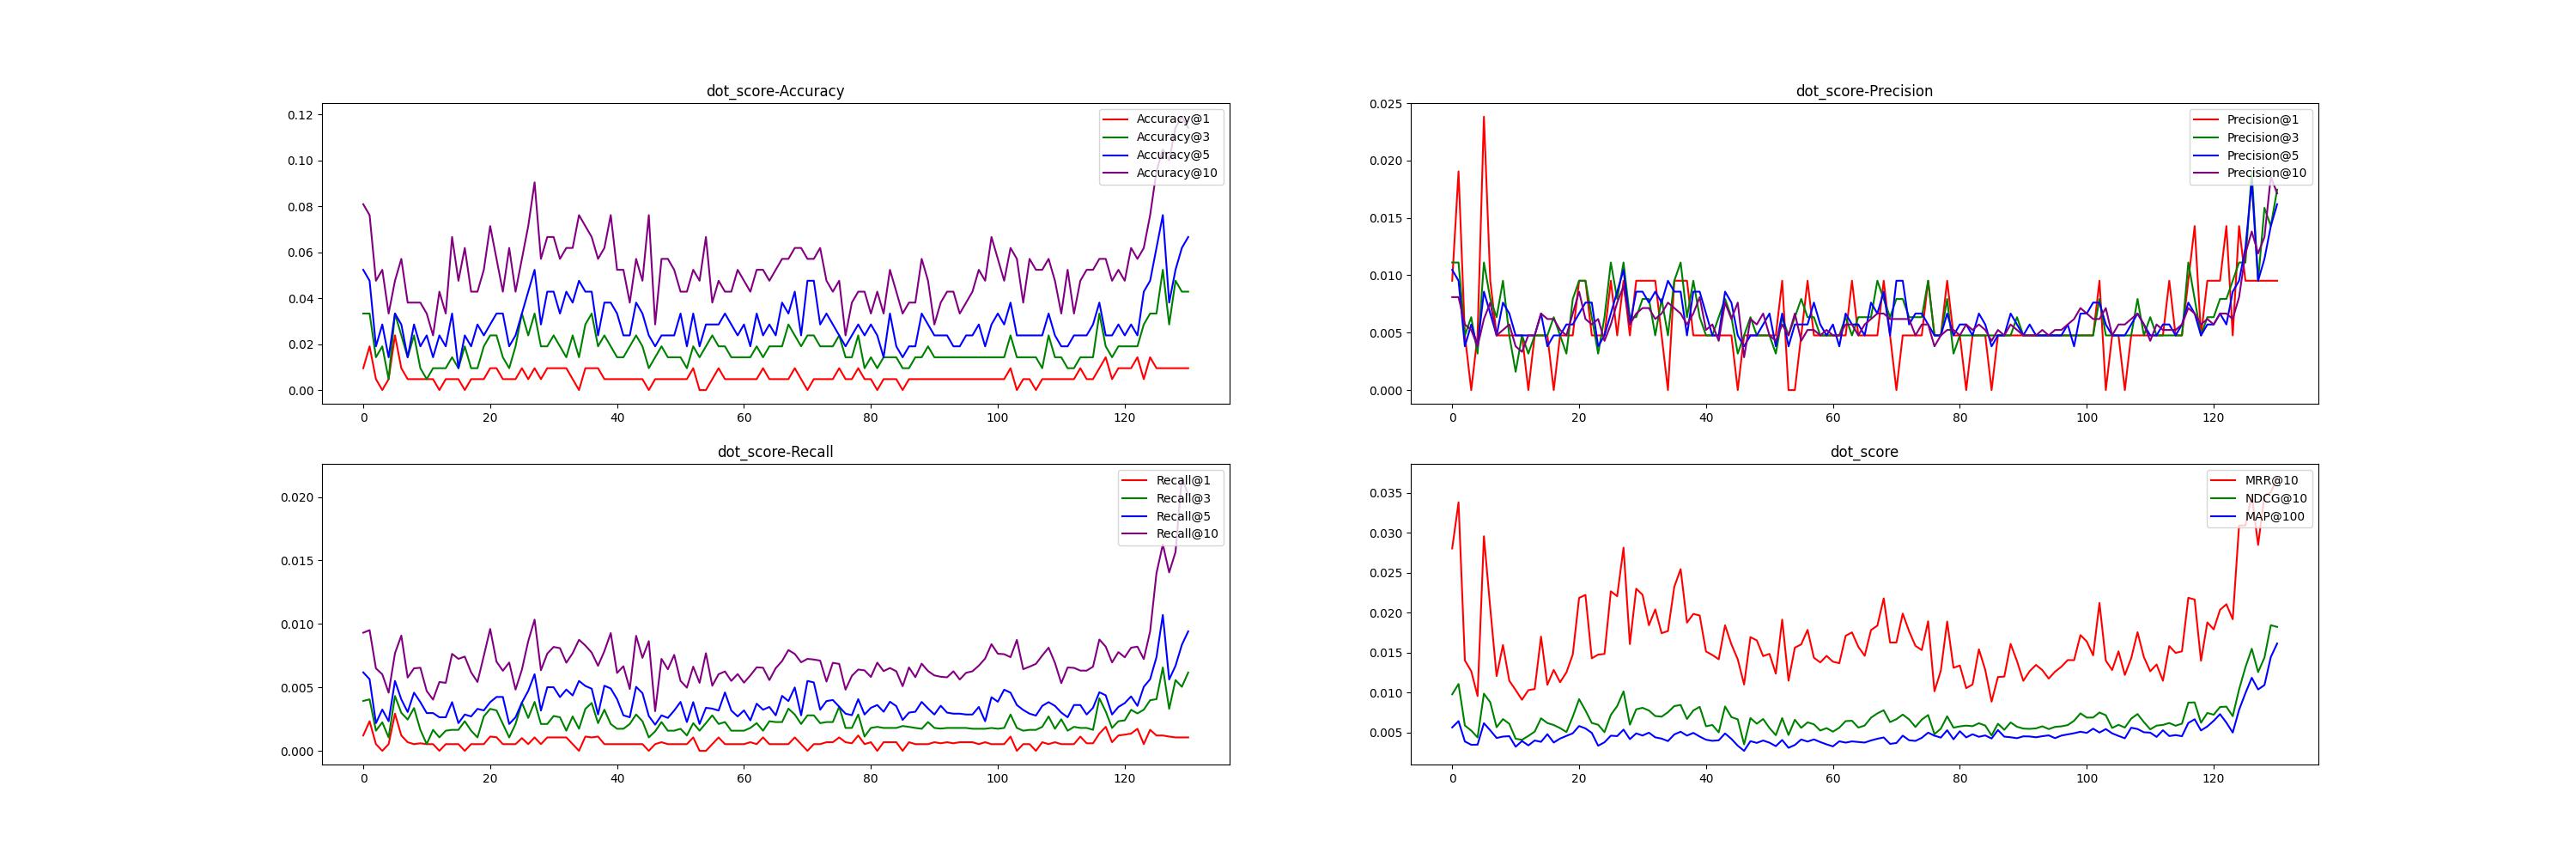 dot_score-Accuracy
0.12
0.10
0.08
0.06
0.04
0.02
0.00
0 20 40 60 80 100 120
Accuracy@1
Accuracy@3
Accuracy@5
Accuracy@10
dot_score-Precision
0.025
0.020
0.015
0.010
0.005
0.000
0 20 40 60 80 100 120
Precision@1
Precision@3
Precision@5
Precision@10
dot_score-Recall
0.020
0.015
0.010
0.005
0.000
0 20 40 60 80 100 120
Recall@1
Recall@3
Recall@5
Recall@10
dot_score
0.035
0.030
0.025
0.020
0.015
0.010
0.005
0 20 40 60 80 100 120
MRR@10
NDCG@10
MAP@100